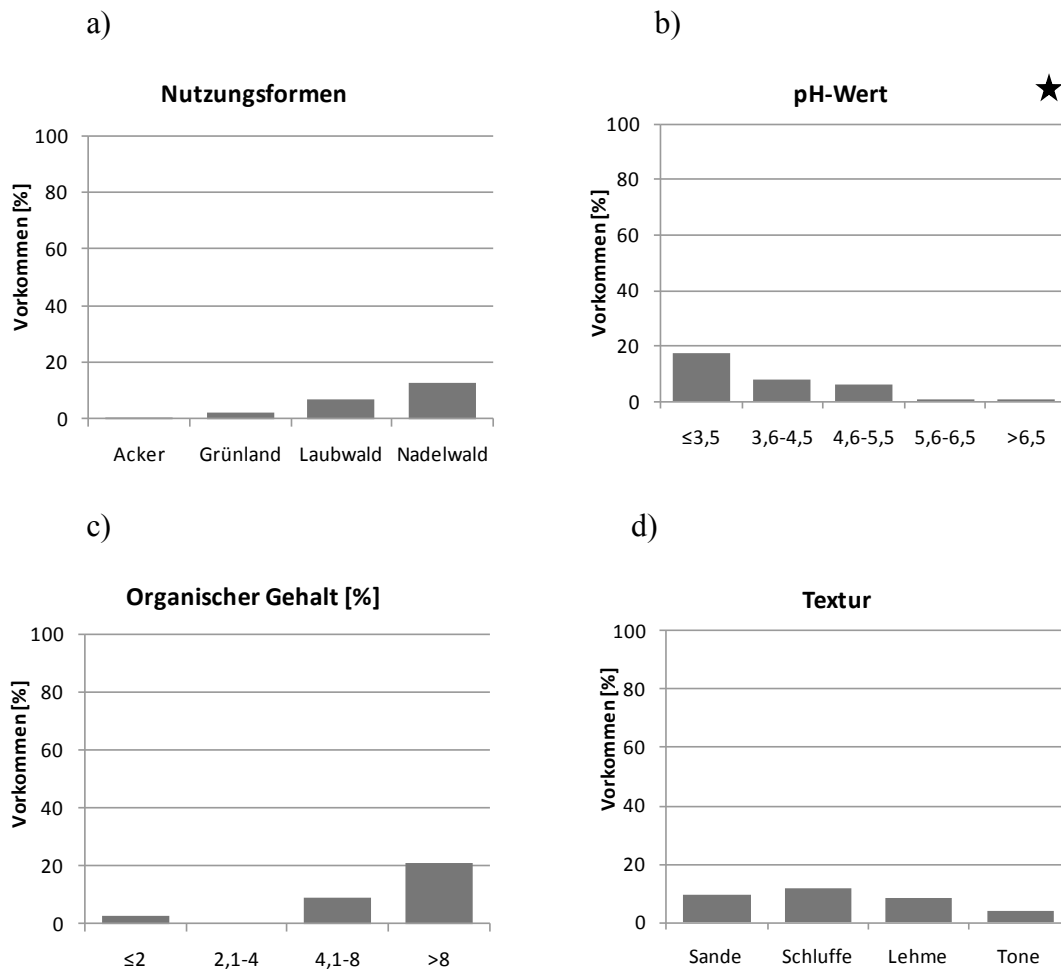 a)
Nutzungsformen
Vorkommen [%]
100
80
60
40
20
0
Acker Grünland Laubwald Nadelwald
b)
pH-Wert
Vorkommen [%]
100
80
60
40
20
0
≤3,5 3,6-4,5 4,6-5,5 5,6-6,5 >6,5
c)
Organischer Gehalt [%]
Vorkommen [%]
100
80
60
40
20
0
≤2 2,1-4 4,1-8 >8
d)
Textur
Vorkommen [%]
100
80
60
40
20
0
Sande Schluffe Lehme Tone